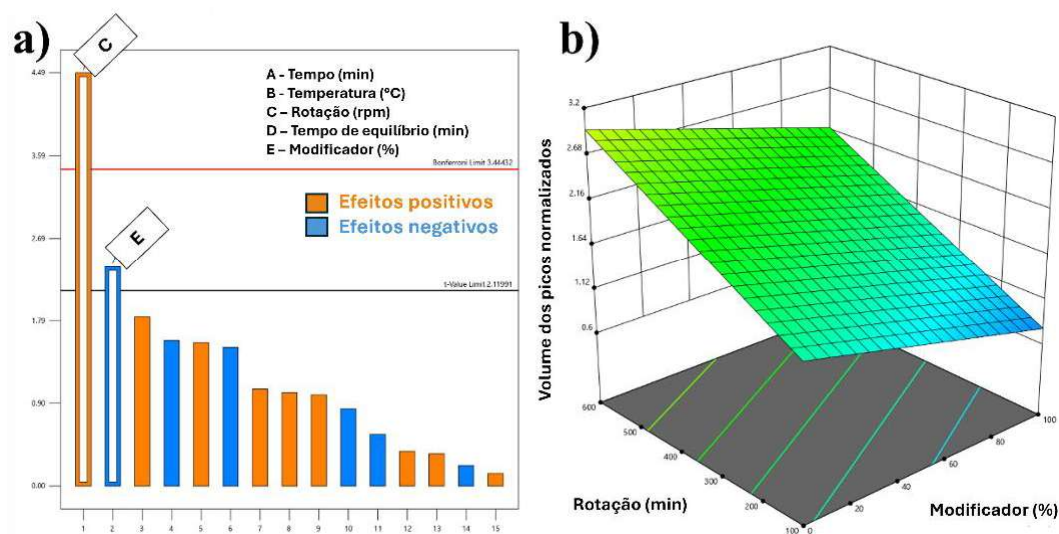 a)
C
E
4.49
3.59
2.69
1.79
0.90
0.00
A - Tempo (min)
B - Temperatura (°C)
C – Rotação (rpm)
D – Tempo de equilíbrio (min)
E – Modificador (%)
Bonferroni Limit 3.44432
Efeitos positivos
Efeitos negativos
t-Value Limit 2.11991
1 2 3 4 5 6 7 8 9 10 11 12 13 14 15
b)
Volume dos picos normalizados
3.2
2.68
2.16
1.64
1.12
0.6
600
500
400
300
200
100
0
20
40
60
80
100
Rotação (min)
Modificador (%)